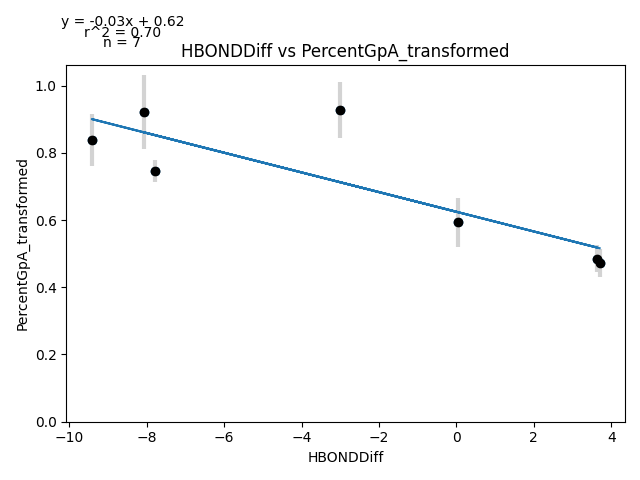 y = -0.03x + 0.62
r^2 = 0.70
n = 7
HBONDDiff vs PercentGpA_transformed
PercentGpA_transformed
1.0
0.8
0.6
0.4
0.2
0.0
−10 −8 −6 −4 −2 0 2 4
HBONDDiff